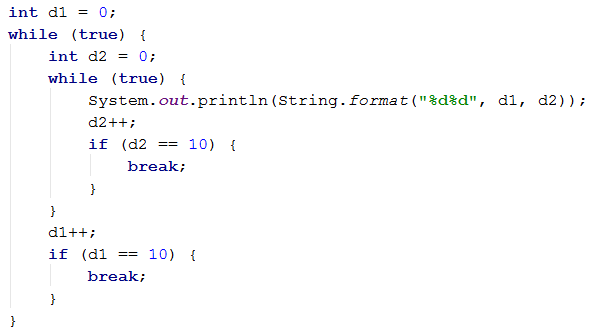 int d1 = 0;
while (true) {
    int d2 = 0;
    while (true) {
        System.out.println(String.format("%d%d", d1, d2));
        d2++;
        if (d2 == 10) {
            break;
        }
    }
    d1++;
    if (d1 == 10) {
        break;
    }
}